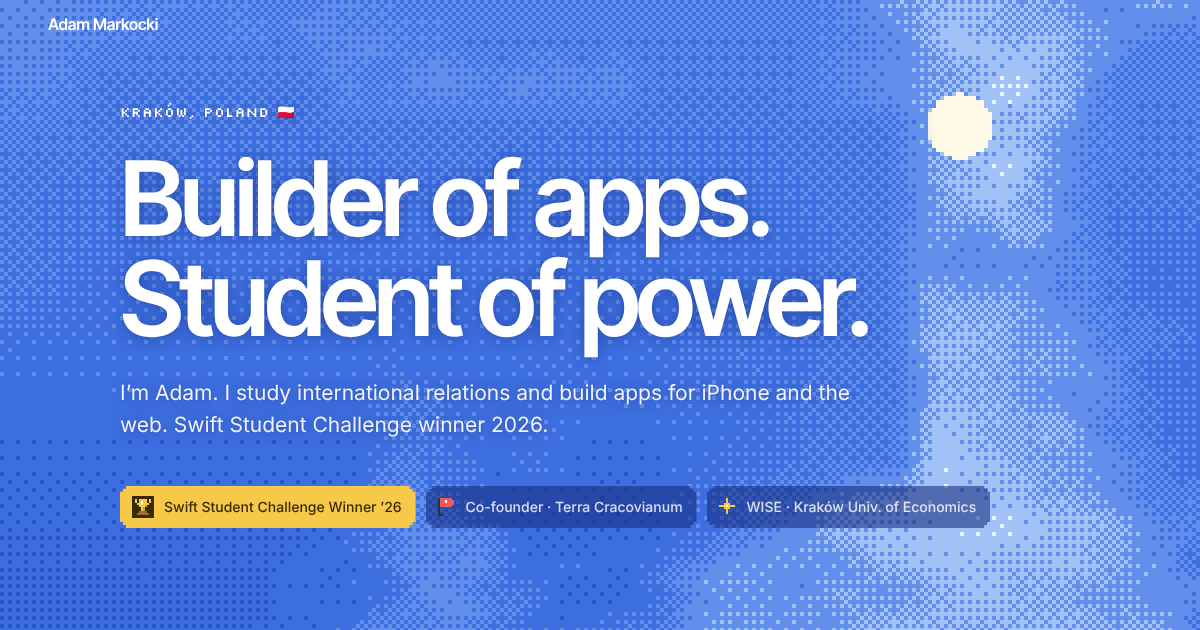 Adam Markocki
KRAKÓW, POLAND 🇵🇱
Builder of apps.
Student of power.
I’m Adam. I study international relations and build apps for iPhone and the
web. Swift Student Challenge winner 2026.
Swift Student Challenge Winner ’26
Co-founder · Terra Cracovianum
WISE · Kraków Univ. of Economics